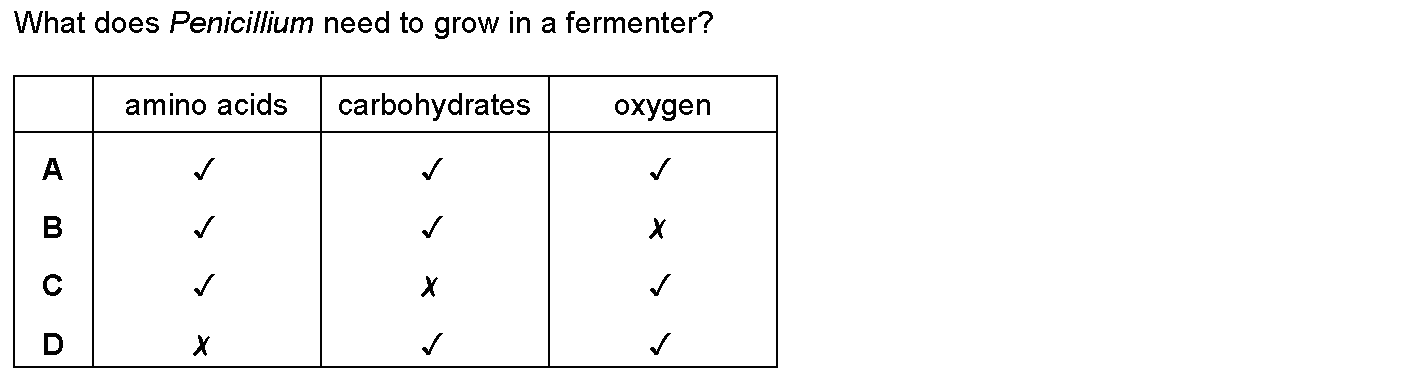 What does Penicillium need to grow in a fermenter?
amino acids carbohydrates oxygen
A ✓ ✓ ✓
B ✓ ✓ ✗
C ✓ ✗ ✓
D ✗ ✓ ✓